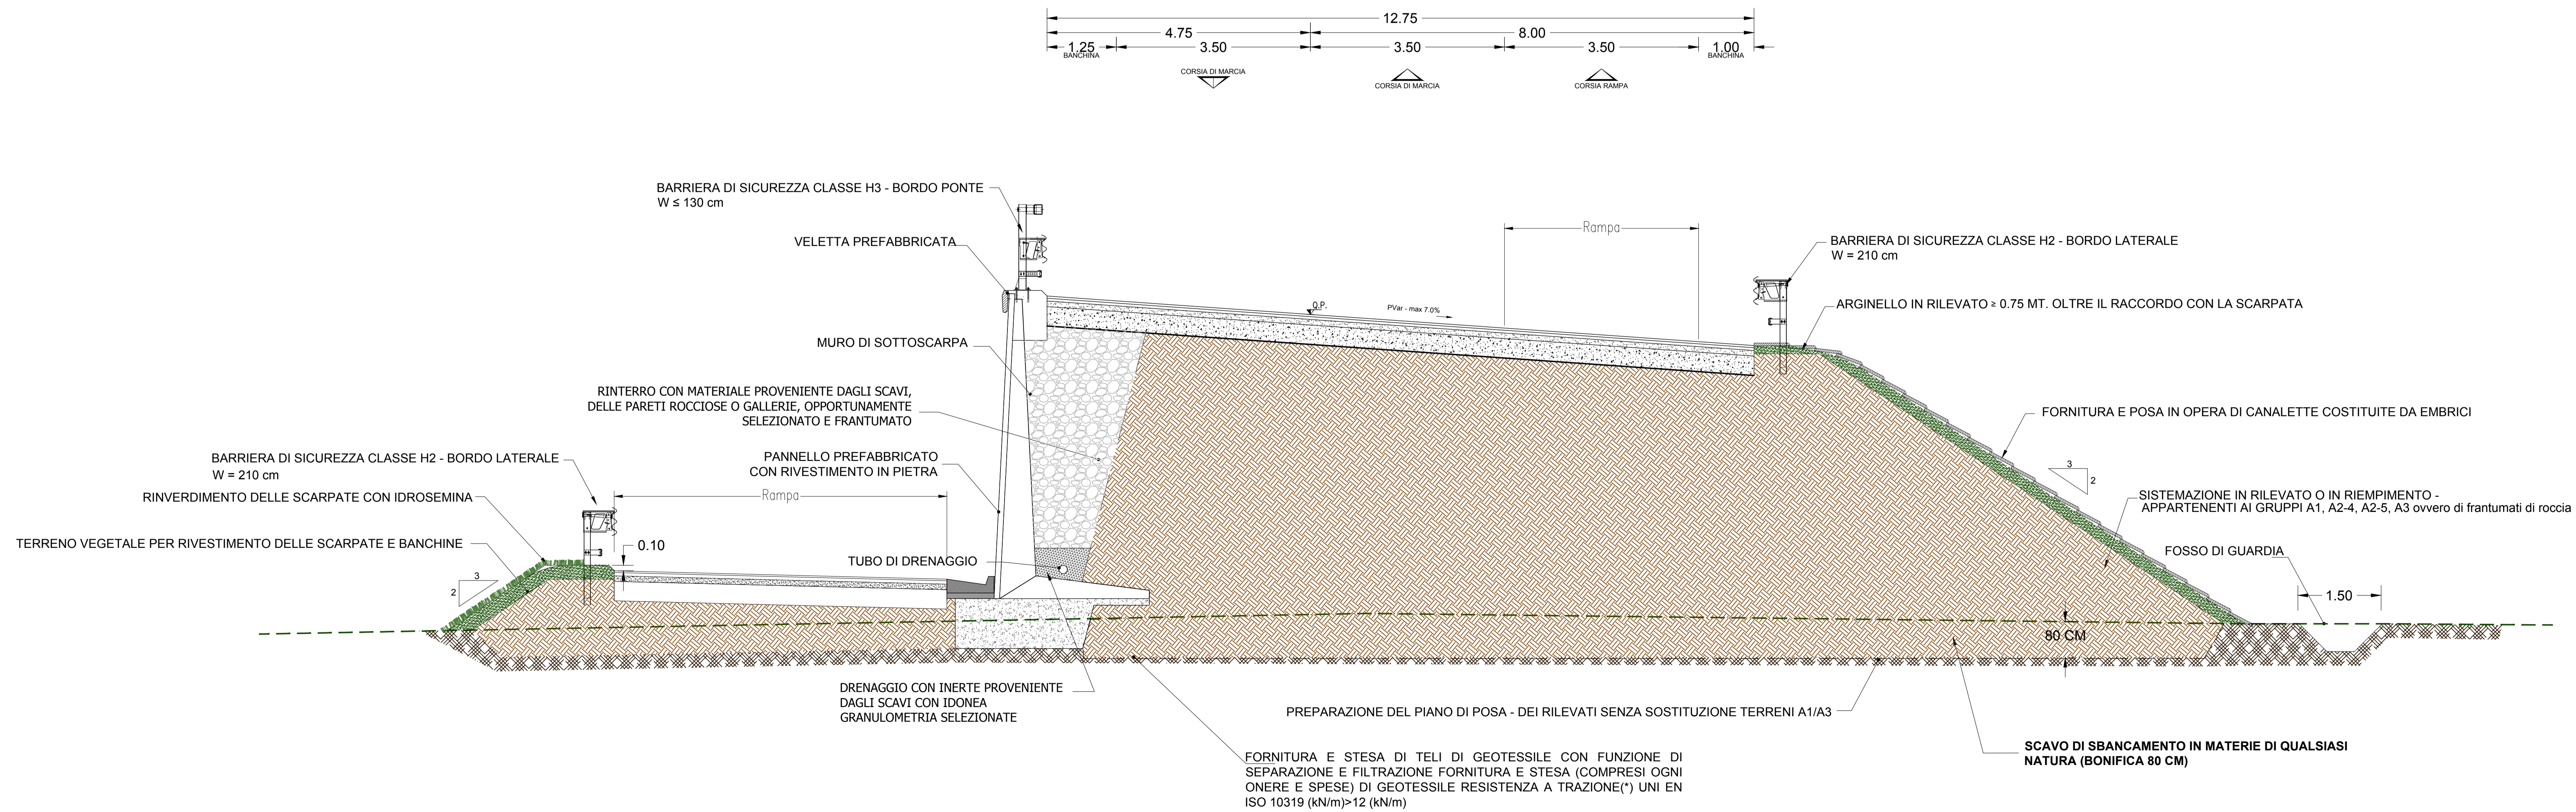 12.75
4.75
8.00
1.25
3.50
3.50
3.50
1.00
BANCHINA
BANCHINA
CORSIA DI MARCIA
CORSIA DI MARCIA
CORSIA RAMPA
BARRIERA DI SICUREZZA CLASSE H3 - BORDO PONTE
W ≤ 130 cm
VELETTA PREFABBRICATA
Rampa
BARRIERA DI SICUREZZA CLASSE H2 - BORDO LATERALE
W = 210 cm
Q.P.
PVar - max 7.0%
ARGINELLO IN RILEVATO ≥ 0.75 MT. OLTRE IL RACCORDO CON LA SCARPATA
MURO DI SOTTOSCARPA
RINTERRO CON MATERIALE PROVENIENTE DAGLI SCAVI,
DELLE PARETI ROCCIOSE O GALLERIE, OPPORTUNAMENTE
SELEZIONATO E FRANTUMATO
FORNITURA E POSA IN OPERA DI CANALETTE COSTITUITE DA EMBRICI
PANNELLO PREFABBRICATO
CON RIVESTIMENTO IN PIETRA
BARRIERA DI SICUREZZA CLASSE H2 - BORDO LATERALE
W = 210 cm
3
2
RINVERDIMENTO DELLE SCARPATE CON IDROSEMINA
Rampa
SISTEMAZIONE IN RILEVATO O IN RIEMPIMENTO -
APPARTENENTI AI GRUPPI A1, A2-4, A2-5, A3 ovvero di frantumati di roccia
TERRENO VEGETALE PER RIVESTIMENTO DELLE SCARPATE E BANCHINE
0.10
FOSSO DI GUARDIA
TUBO DI DRENAGGIO
3
2
1.50
80 CM
DRENAGGIO CON INERTE PROVENIENTE
DAGLI SCAVI CON IDONEA
GRANULOMETRIA SELEZIONATE
PREPARAZIONE DEL PIANO DI POSA - DEI RILEVATI SENZA SOSTITUZIONE TERRENI A1/A3
SCAVO DI SBANCAMENTO IN MATERIE DI QUALSIASI
NATURA (BONIFICA 80 CM)
FORNITURA E STESA DI TELI DI GEOTESSILE CON FUNZIONE DI
SEPARAZIONE E FILTRAZIONE FORNITURA E STESA (COMPRESI OGNI
ONERE E SPESE) DI GEOTESSILE RESISTENZA A TRAZIONE(*) UNI EN
ISO 10319 (kN/m)>12 (kN/m)